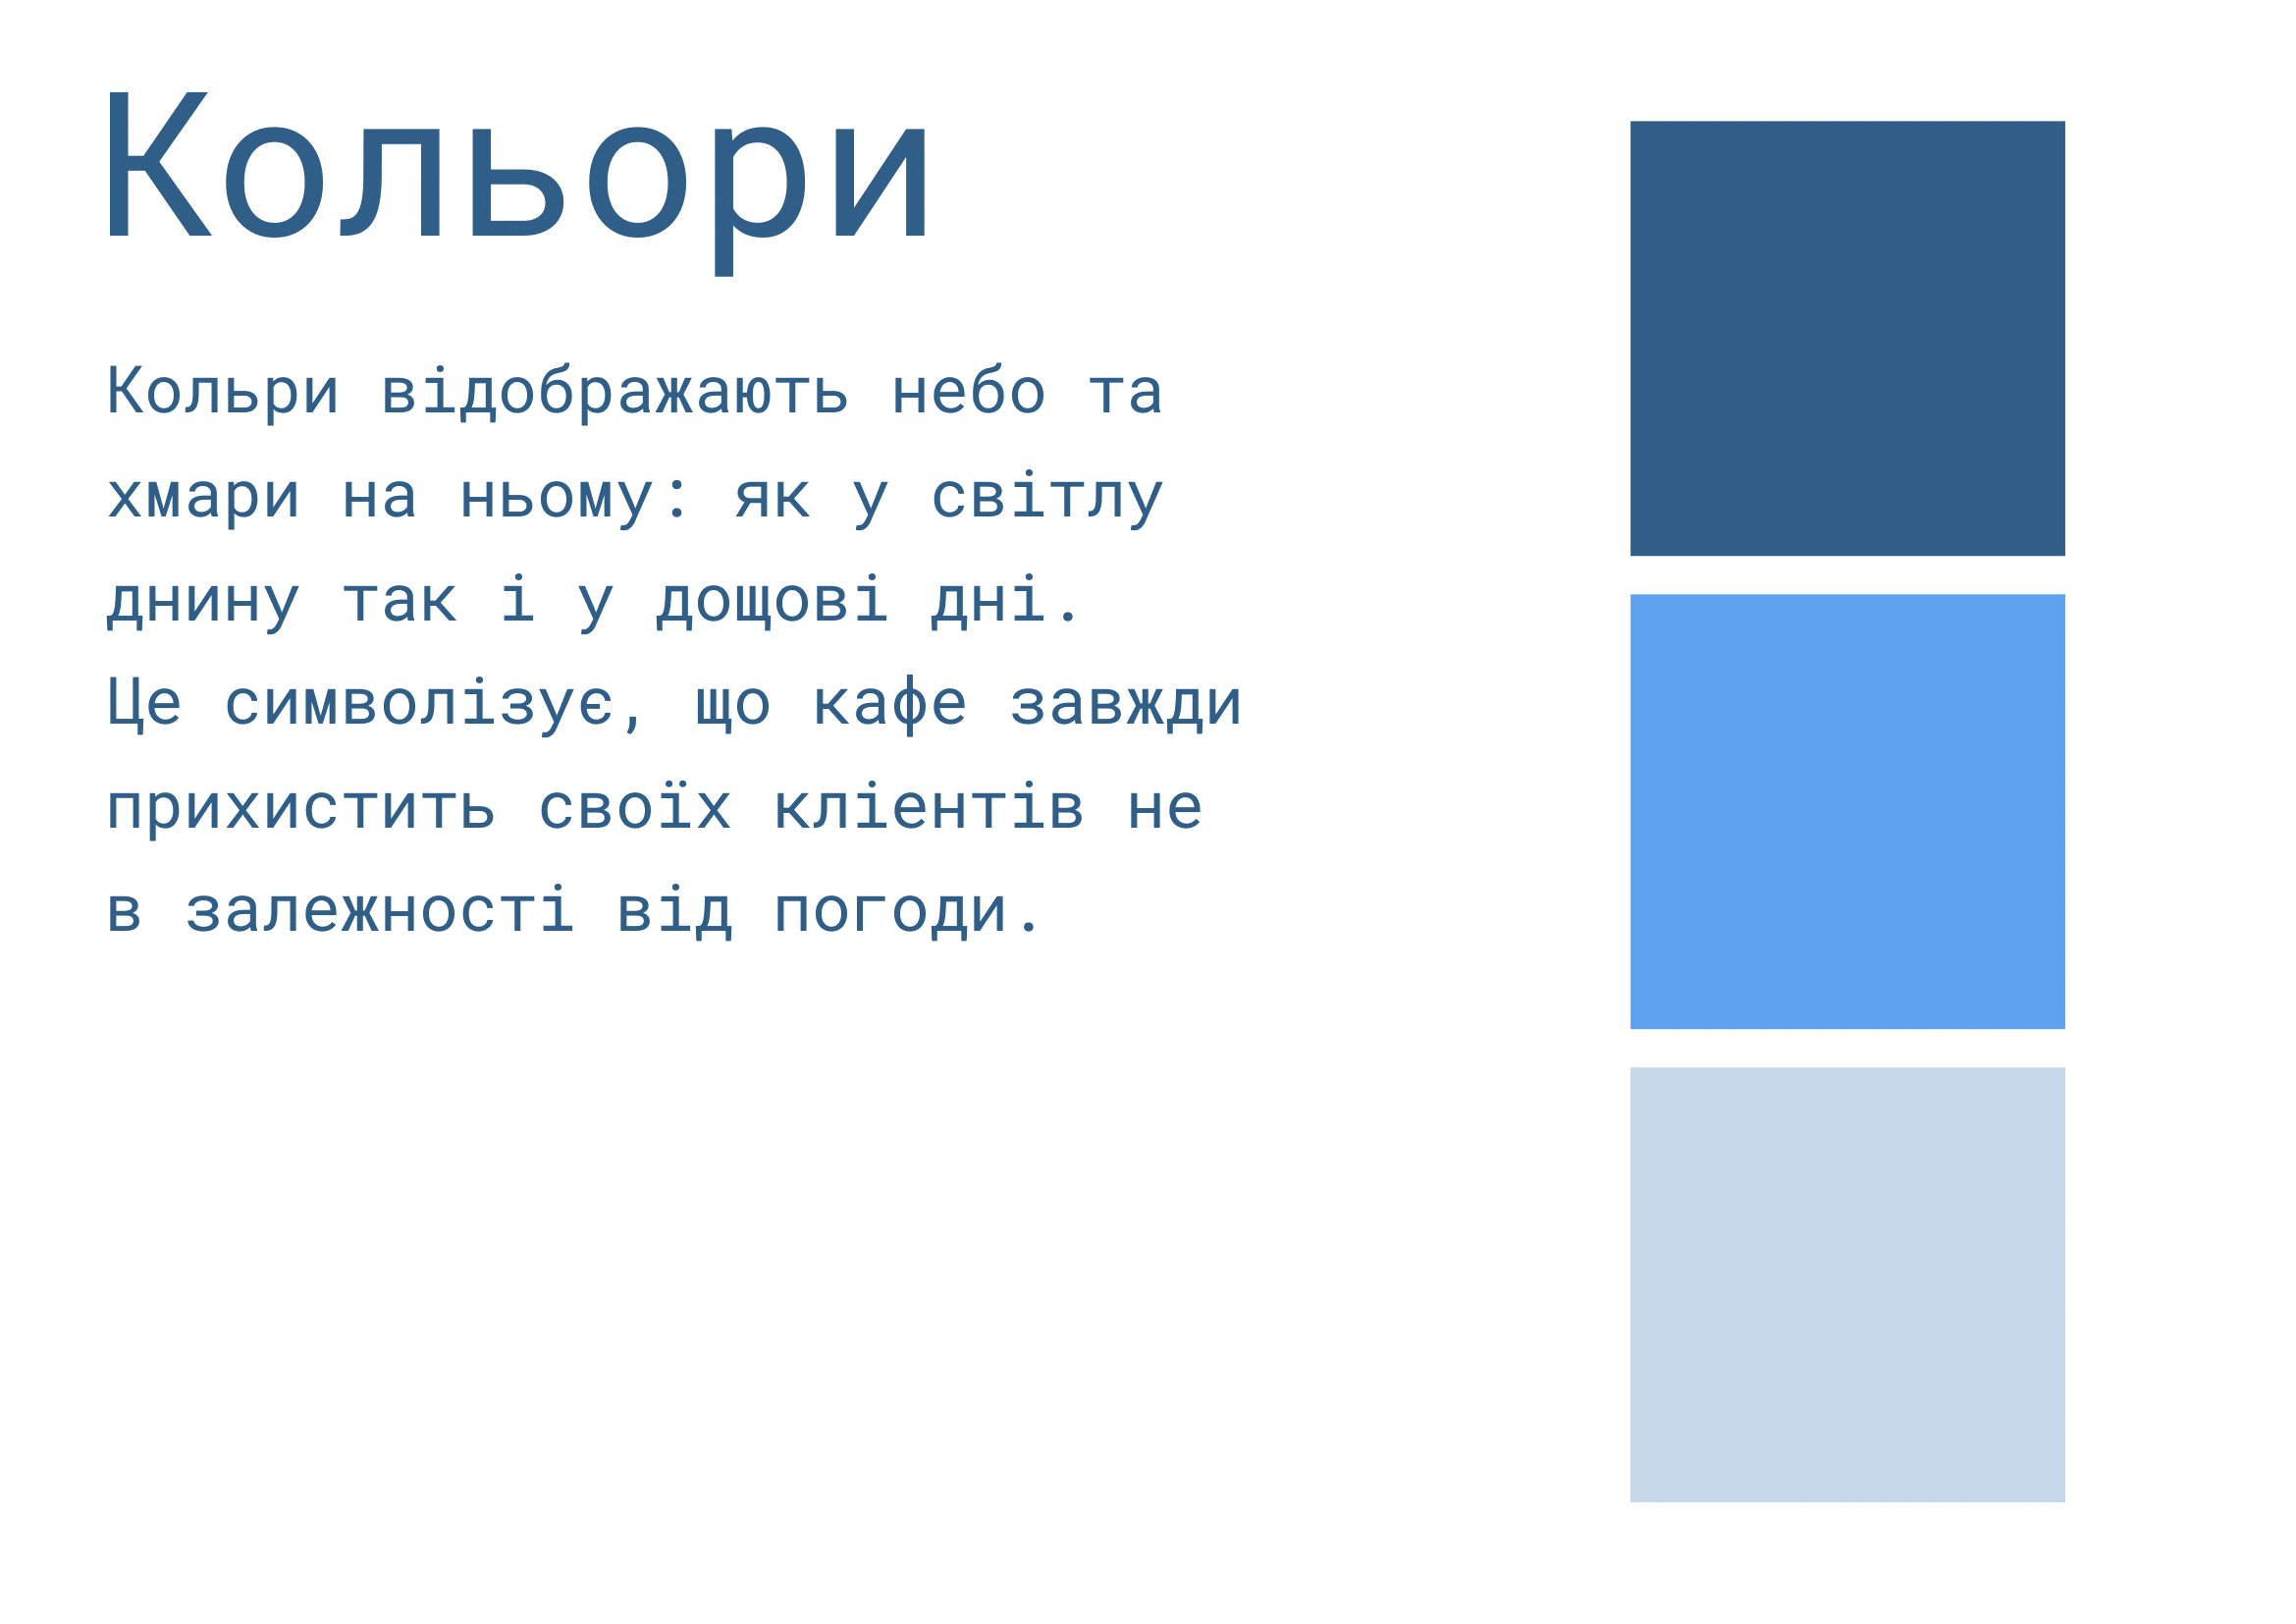 Кольори
Кольри відображають небо та
хмари на ньому: як у світлу
днину так і у дощові дні.
Це символізує, що кафе завжди
прихистить своїх клієнтів не
в залежності від погоди.